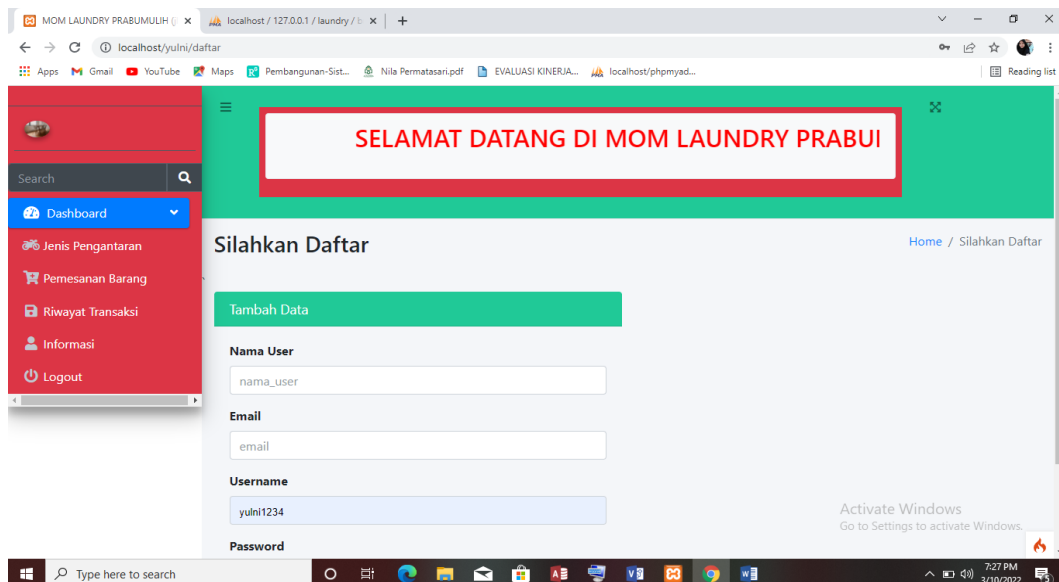 MOM LAUNDRY PRABUMULIH (
localhost / 127.0.0.1 / laundry /
localhost/yulni/daftar
Apps Gmail YouTube Maps Pembangunan-Sist... Nila Permatasari.pdf EVALUASI KINERJA... localhost/phpmyad... Reading list
SELAMAT DATANG DI MOM LAUNDRY PRABUI
Search
Dashboard
Jenis Pengantaran
Pemesanan Barang
Riwayat Transaksi
Informasi
Logout
Silahkan Daftar
Home / Silahkan Daftar
Tambah Data
Nama User
nama_user
Email
email
Username
yulni1234
Password
Activate Windows
Go to Settings to activate Windows.
Type here to search
7:27 PM
3/10/2022